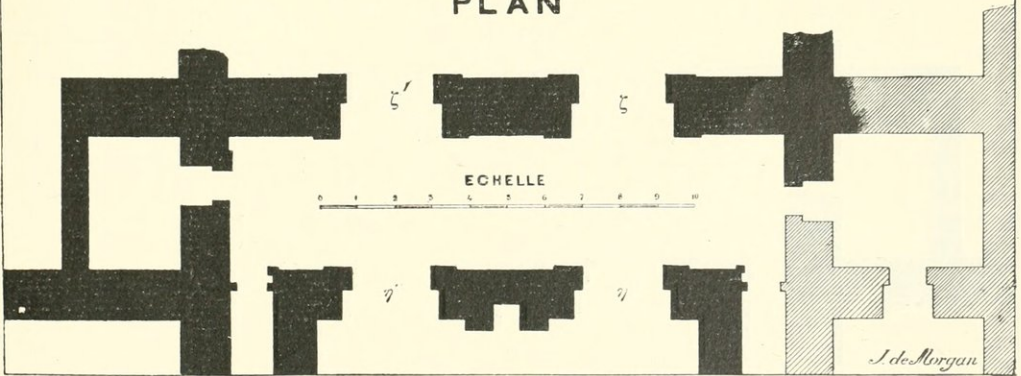 PLAN
ζ' ζ
ECHELLE
0 1 2 3 4 5 6 7 8 9 10
η' η
J. de Morgan